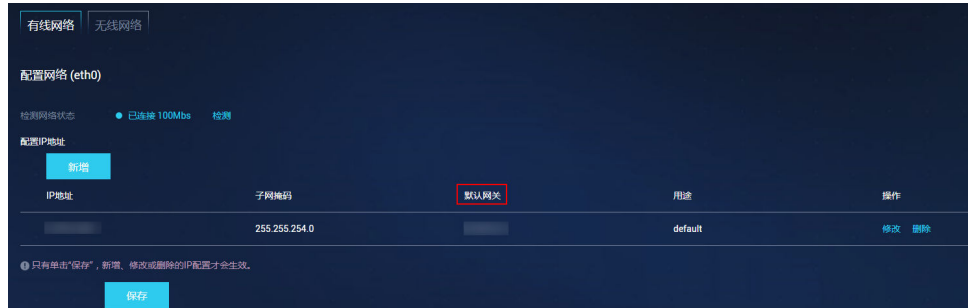 有线网络 无线网络
配置网络 (eth0)
检测网络状态 已连接 100Mbs 检测
配置IP地址
新增
IP地址 子网掩码 默认网关 用途 操作
255.255.254.0 default 修改 删除
只有单击“保存”，新增、修改或删除的IP配置才会生效。
保存